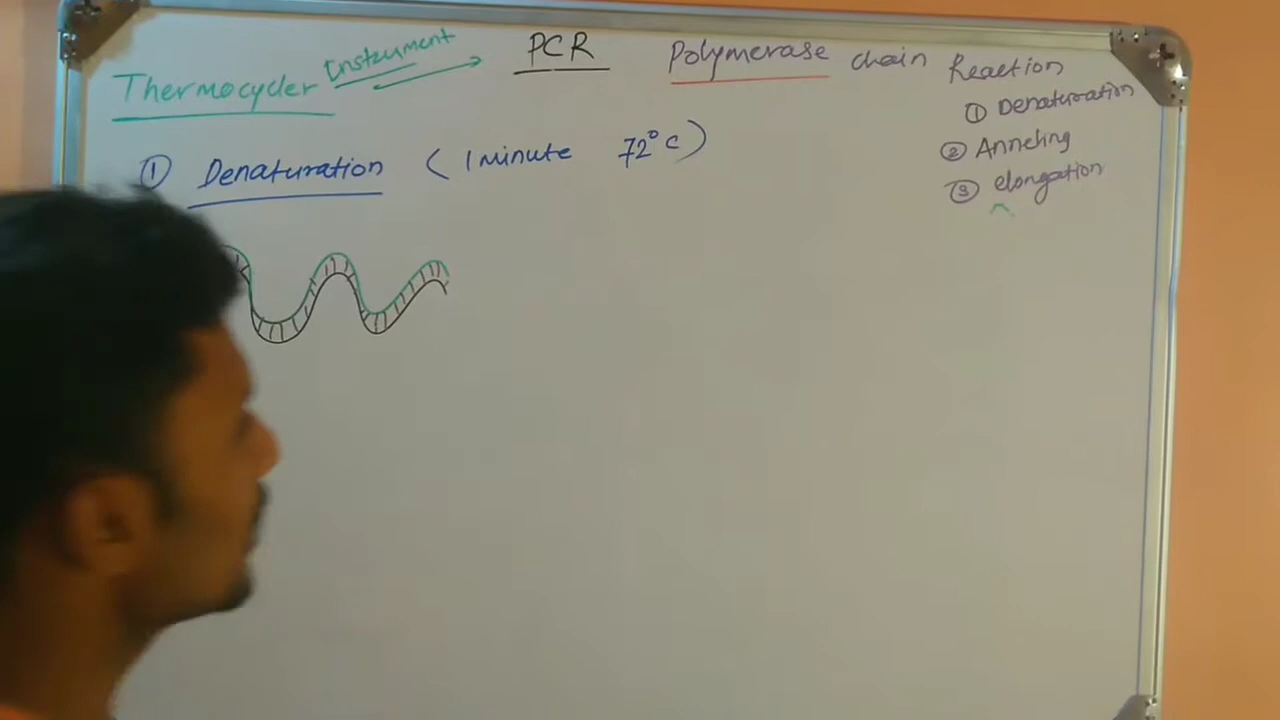 Thermocycler Instrument → PCR Polymerase chain Reaction
① Denaturation
② Anneling
③ elongation
① Denaturation (1 minute 72°c)